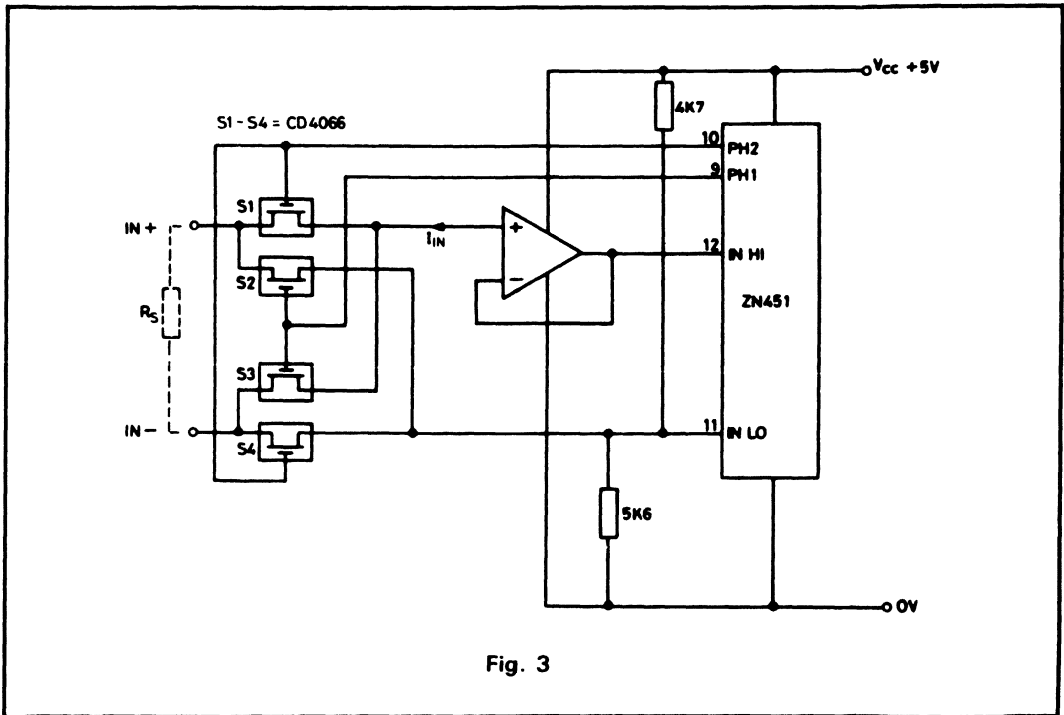 VCC +5V
4K7
S1 - S4 = CD4066
10 PH2
9 PH1
S1
IN +
IIN
+
12 IN HI
S2
−
ZN451
RS
S3
IN −
S4
11 IN LO
5K6
0V
Fig. 3